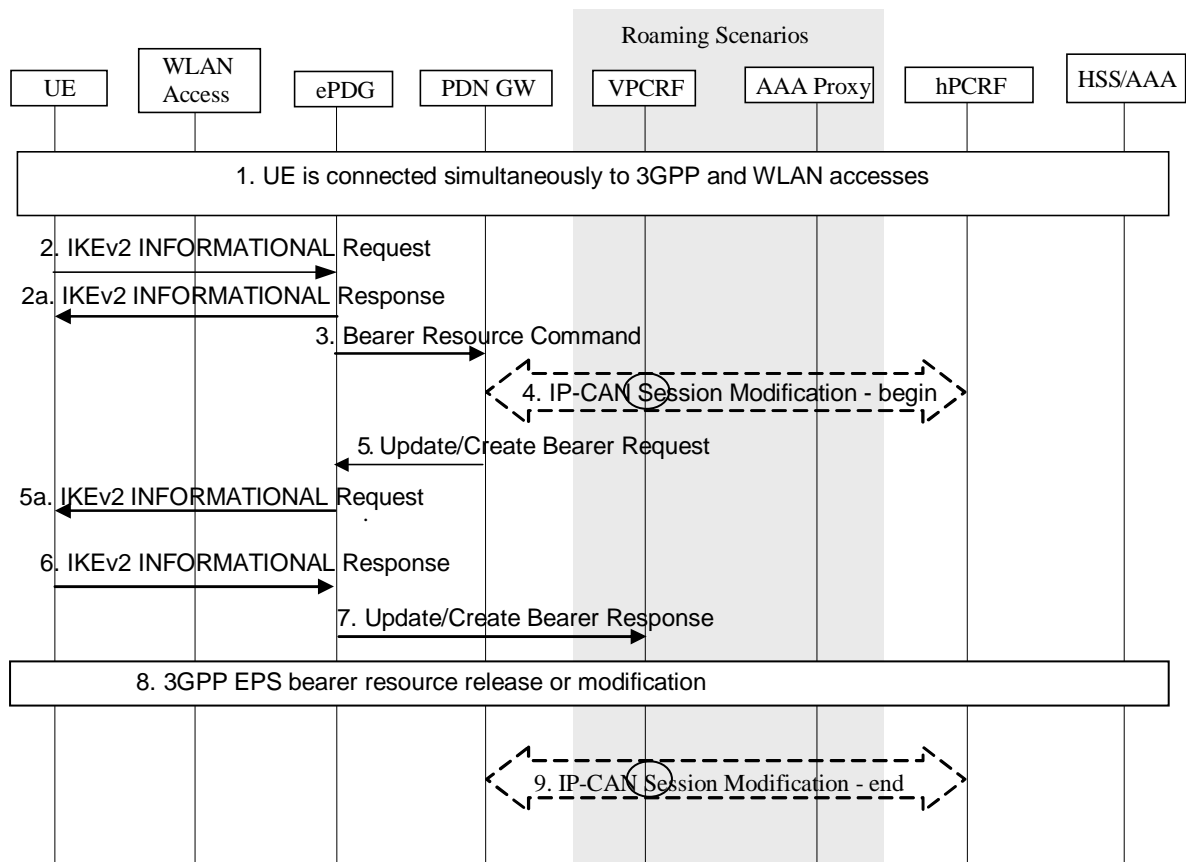 Roaming Scenarios
UE
WLAN
Access
ePDG
PDN GW
VPCRF
AAA Proxy
hPCRF
HSS/AAA
1. UE is connected simultaneously to 3GPP and WLAN accesses
2. IKEv2 INFORMATIONAL Request
2a. IKEv2 INFORMATIONAL Response
3. Bearer Resource Command
4. IP-CAN Session Modification - begin
5. Update/Create Bearer Request
5a. IKEv2 INFORMATIONAL Request
.
6. IKEv2 INFORMATIONAL Response
7. Update/Create Bearer Response
8. 3GPP EPS bearer resource release or modification
9. IP-CAN Session Modification - end